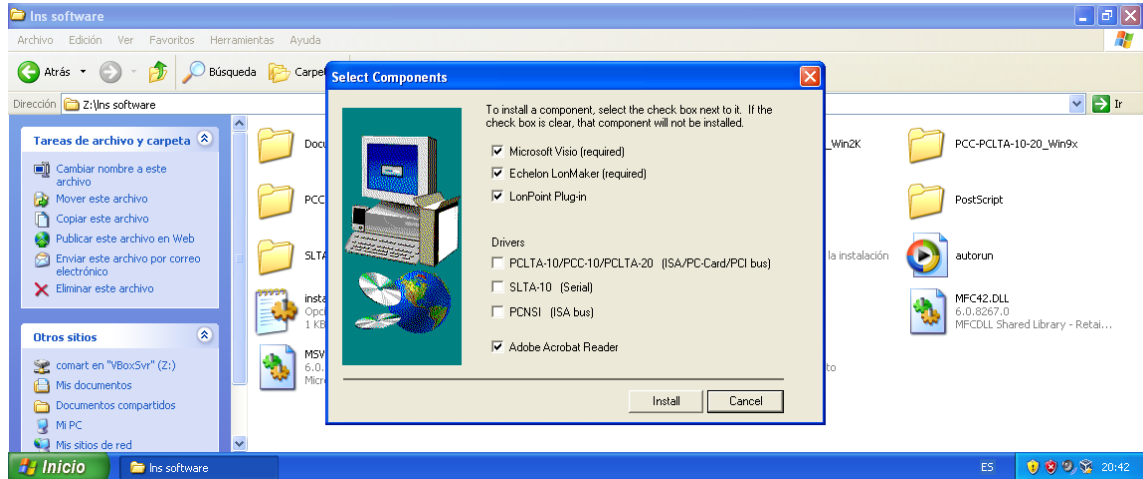 lns software
Archivo Edición Ver Favoritos Herramientas Ayuda
Atrás Búsqueda Carpe
Dirección Z:\lns software Ir
Select Components
To install a component, select the check box next to it. If the
check box is clear, that component will not be installed.
Microsoft Visio (required)
Echelon LonMaker (required)
LonPoint Plug-in
Drivers
PCLTA-10/PCC-10/PCLTA-20 (ISA/PC-Card/PCI bus)
SLTA-10 (Serial)
PCNSI (ISA bus)
Adobe Acrobat Reader
Install Cancel
Tareas de archivo y carpeta
Cambiar nombre a este
archivo
Mover este archivo
Copiar este archivo
Publicar este archivo en Web
Enviar este archivo por correo
electrónico
Eliminar este archivo
Otros sitios
comart en "VBoxSvr" (Z:)
Mis documentos
Documentos compartidos
Mi PC
Mis sitios de red
Docu
_Win2K
PCC-PCLTA-10-20_Win9x
PCC
PostScript
SLTA
la instalación
autorun
insta
Opci
1 KB
MFC42.DLL
6.0.8267.0
MFCDLL Shared Library - Retai...
MSV
6.0.
Micr
to
Inicio lns software ES 20:42